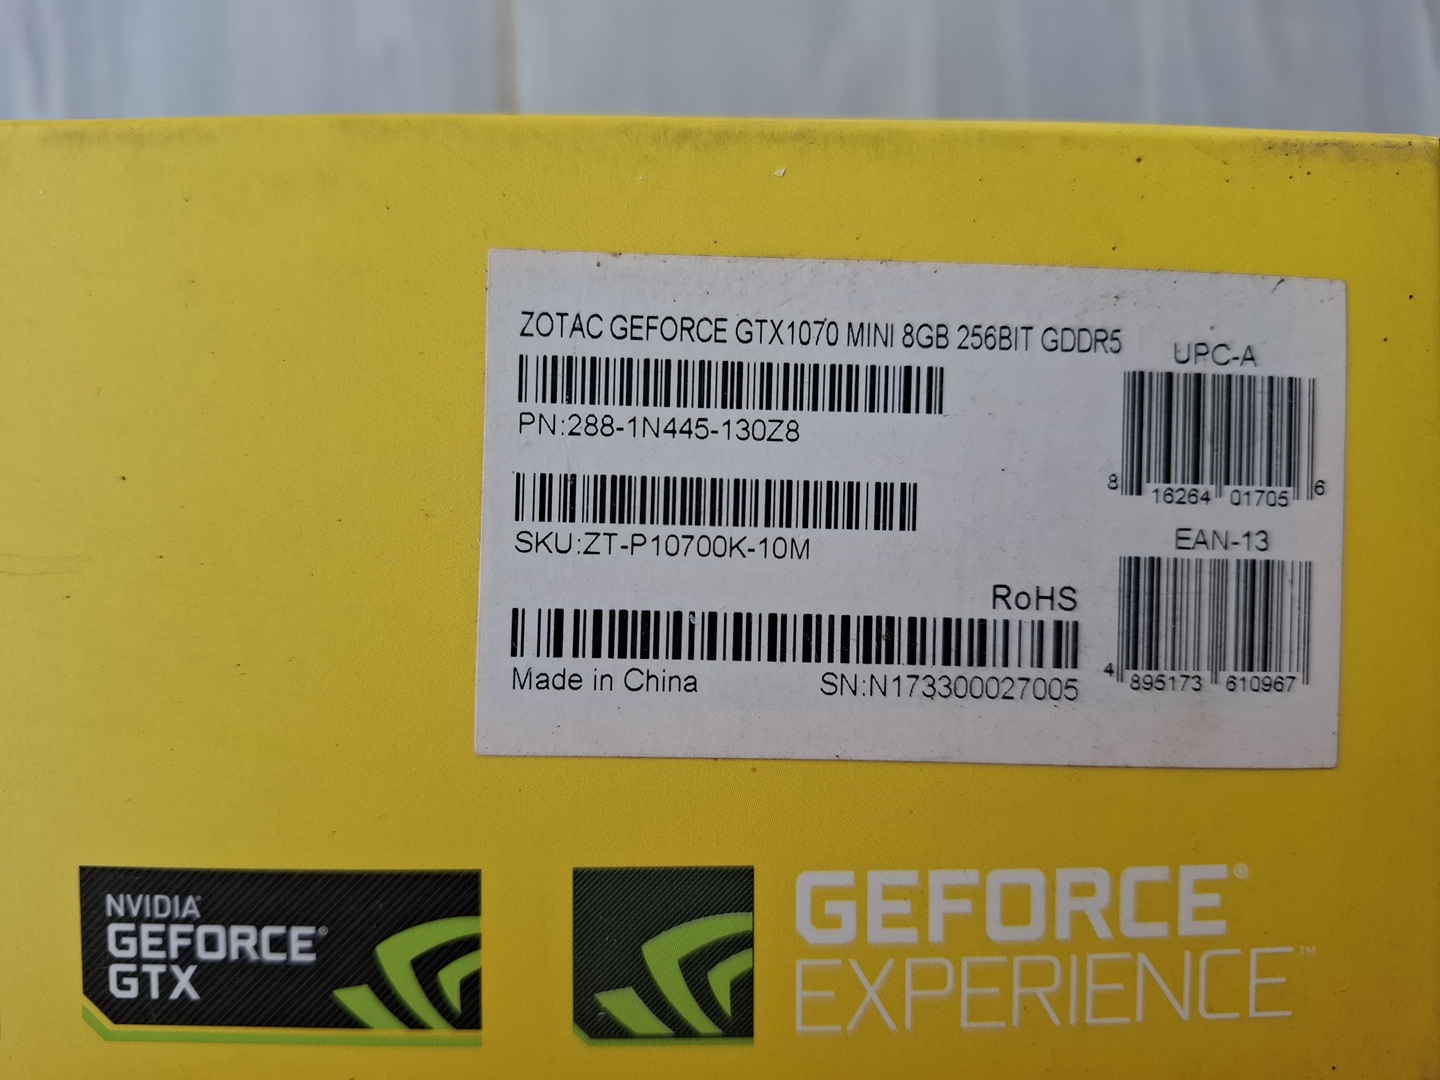 ZOTAC GEFORCE GTX1070 MINI 8GB 256BIT GDDR5
PN:288-1N445-130Z8
SKU:ZT-P10700K-10M
RoHS
Made in China SN:N173300027005
UPC-A
8 16264 01705 6
EAN-13
4 895173 610967
NVIDIA®
GEFORCE®
GTX
GEFORCE®
EXPERIENCE™